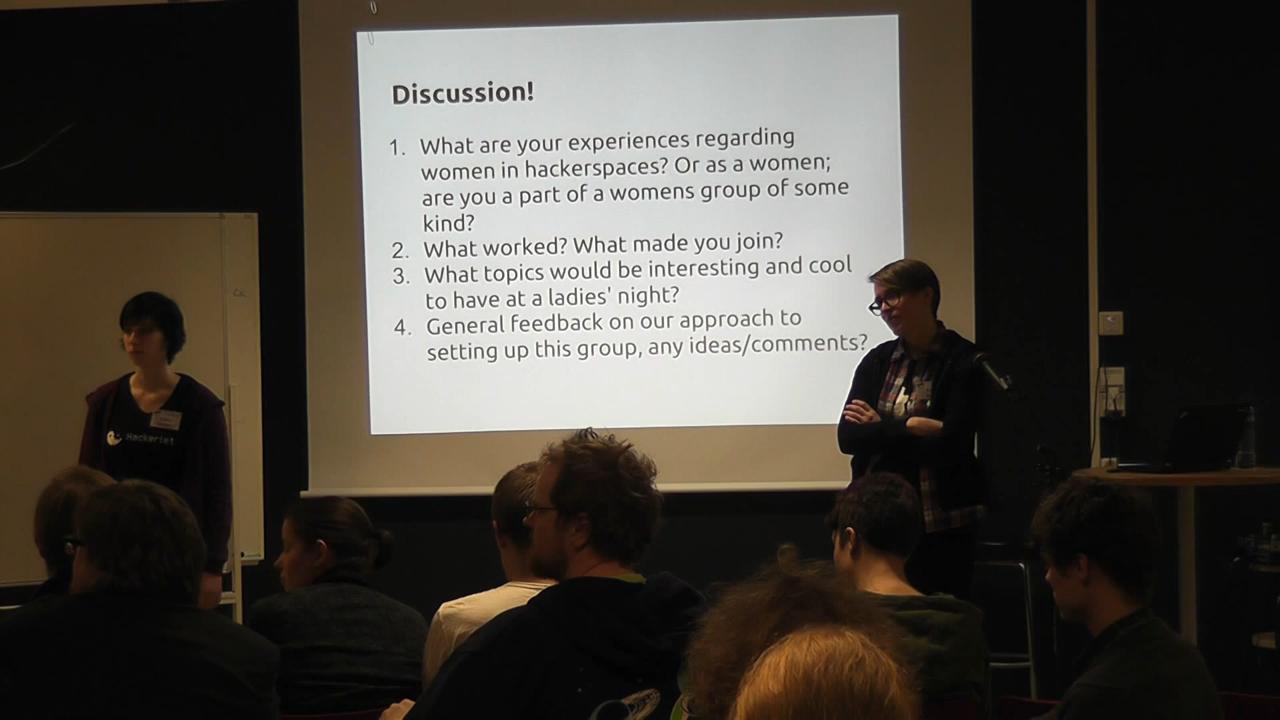 Discussion!
1. What are your experiences regarding
women in hackerspaces? Or as a women;
are you a part of a womens group of some
kind?
2. What worked? What made you join?
3. What topics would be interesting and cool
to have at a ladies' night?
4. General feedback on our approach to
setting up this group, any ideas/comments?
Hackeriet